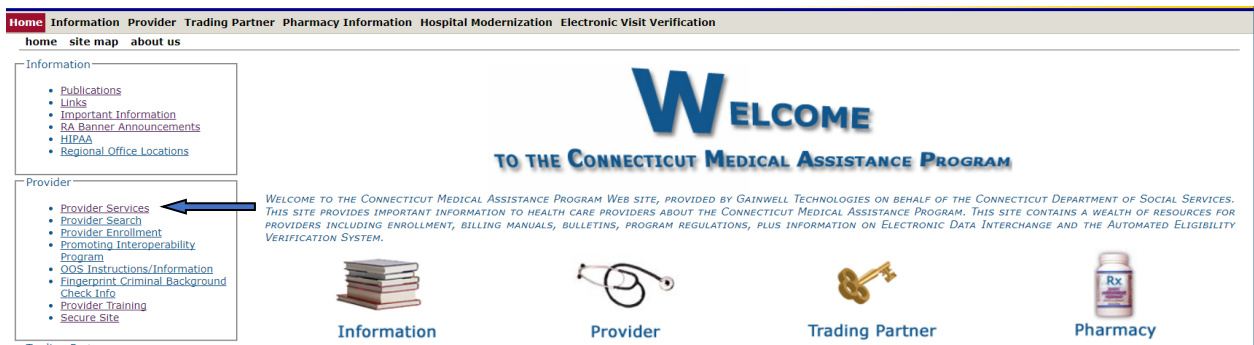 Home Information Provider Trading Partner Pharmacy Information Hospital Modernization Electronic Visit Verification
home site map about us
Information
Publications
Links
Important Information
RA Banner Announcements
HIPAA
Regional Office Locations
Provider
Provider Services
Provider Search
Provider Enrollment
Promoting Interoperability
Program
OOS Instructions/Information
Fingerprint Criminal Background
Check Info
Provider Training
Secure Site
WELCOME
TO THE CONNECTICUT MEDICAL ASSISTANCE PROGRAM
WELCOME TO THE CONNECTICUT MEDICAL ASSISTANCE PROGRAM WEB SITE, PROVIDED BY GAINWELL TECHNOLOGIES ON BEHALF OF THE CONNECTICUT DEPARTMENT OF SOCIAL SERVICES.
THIS SITE PROVIDES IMPORTANT INFORMATION TO HEALTH CARE PROVIDERS ABOUT THE CONNECTICUT MEDICAL ASSISTANCE PROGRAM. THIS SITE CONTAINS A WEALTH OF RESOURCES FOR
PROVIDERS INCLUDING ENROLLMENT, BILLING MANUALS, BULLETINS, PROGRAM REGULATIONS, PLUS INFORMATION ON ELECTRONIC DATA INTERCHANGE AND THE AUTOMATED ELIGIBILITY
VERIFICATION SYSTEM.
Rx
Information Provider Trading Partner Pharmacy